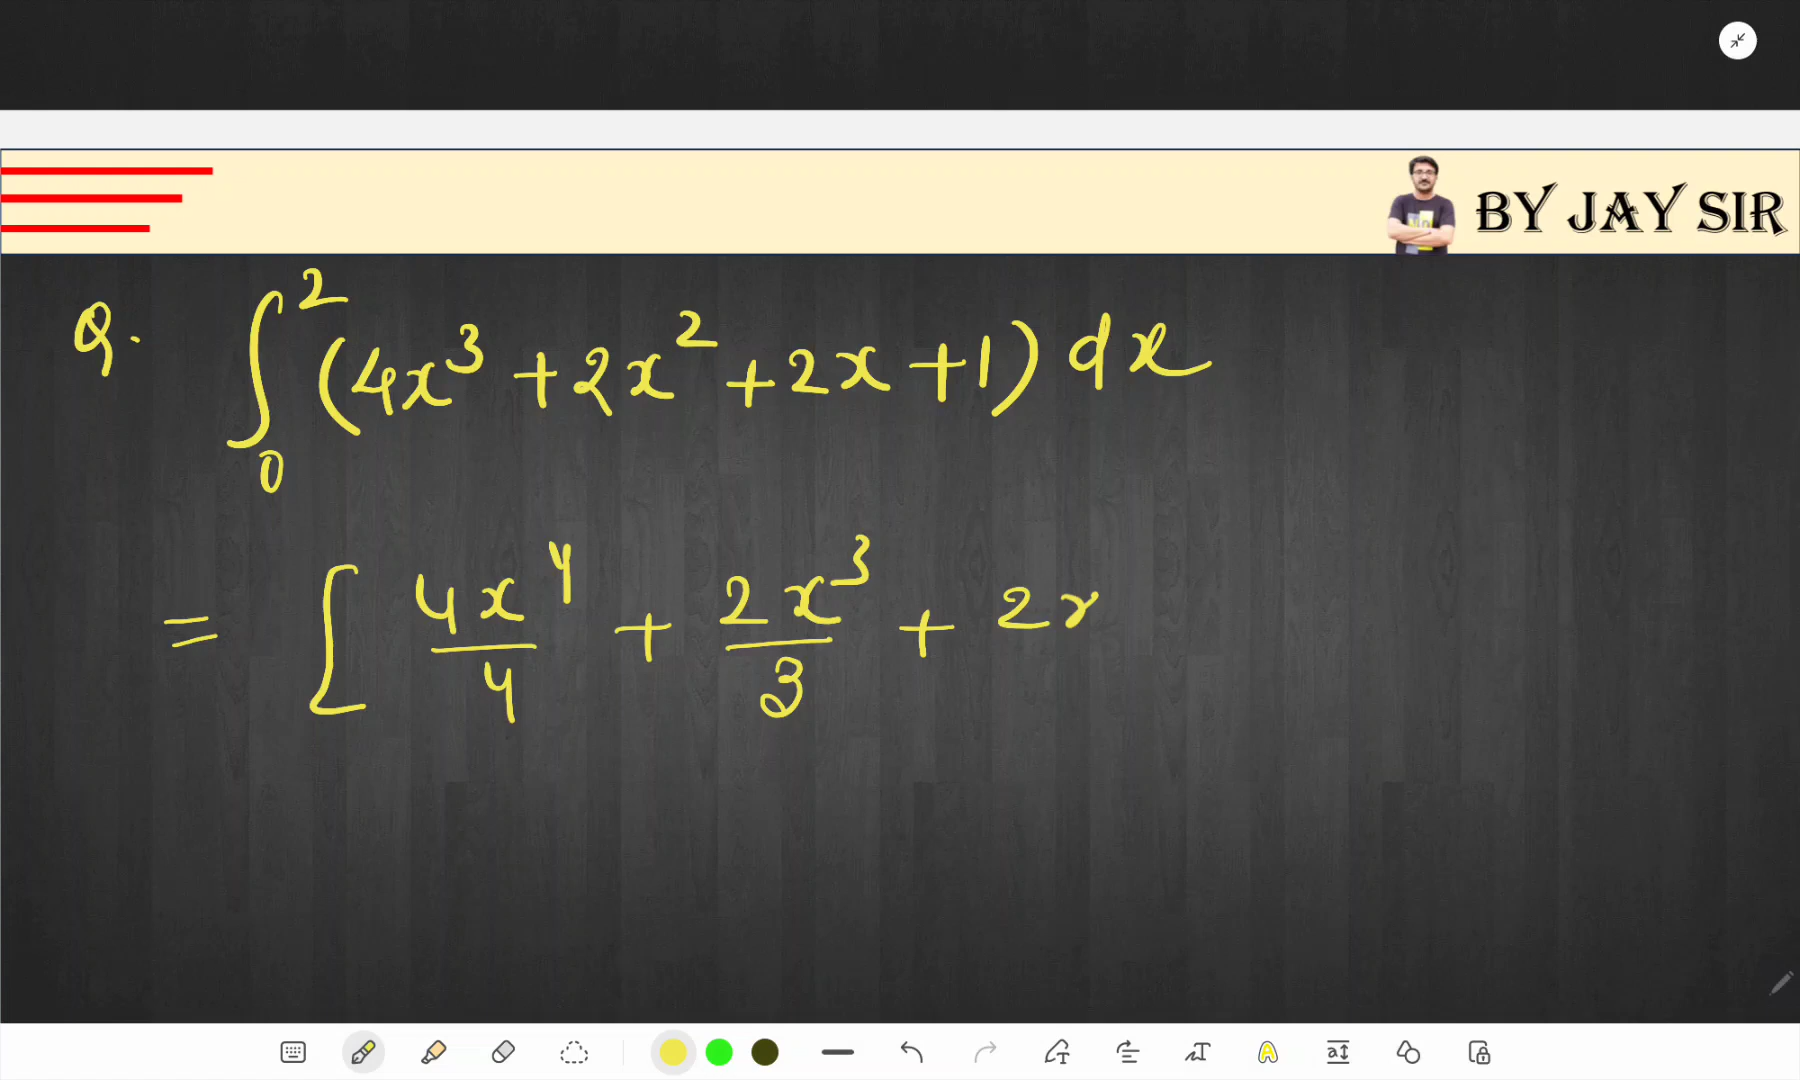 BY JAY SIR
Q. ∫₀² (4x³ + 2x² + 2x + 1) dx
= [ 4x⁴/4 + 2x³/3 + 2x